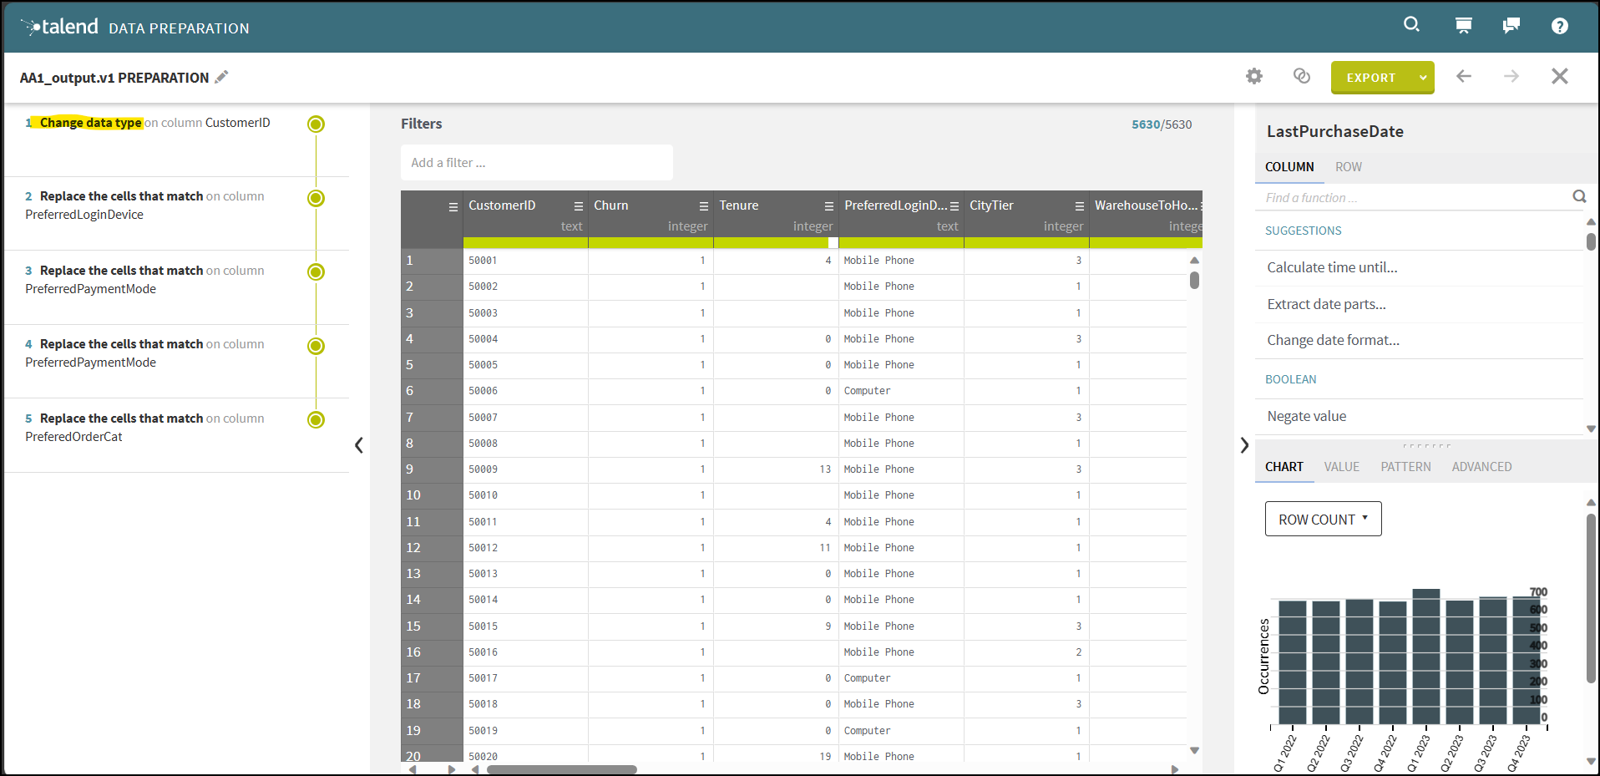 talend DATA PREPARATION
AA1_output.v1 PREPARATION
EXPORT
1 Change data type on column CustomerID
2 Replace the cells that match on column
PreferredLoginDevice
3 Replace the cells that match on column
PreferredPaymentMode
4 Replace the cells that match on column
PreferredPaymentMode
5 Replace the cells that match on column
PreferedOrderCat
Filters
5630/5630
Add a filter ...
CustomerID Churn Tenure PreferredLoginD... CityTier WarehouseToHo...
text integer integer text integer intege
1 50001 1 4 Mobile Phone 3
2 50002 1 Mobile Phone 1
3 50003 1 Mobile Phone 1
4 50004 1 0 Mobile Phone 3
5 50005 1 0 Mobile Phone 1
6 50006 1 0 Computer 1
7 50007 1 Mobile Phone 3
8 50008 1 Mobile Phone 1
9 50009 1 13 Mobile Phone 3
10 50010 1 Mobile Phone 1
11 50011 1 4 Mobile Phone 1
12 50012 1 11 Mobile Phone 1
13 50013 1 0 Mobile Phone 1
14 50014 1 0 Mobile Phone 1
15 50015 1 9 Mobile Phone 3
16 50016 1 Mobile Phone 2
17 50017 1 0 Computer 1
18 50018 1 0 Mobile Phone 3
19 50019 1 0 Computer 1
20 50020 1 19 Mobile Phone 1
LastPurchaseDate
COLUMN ROW
Find a function ...
SUGGESTIONS
Calculate time until...
Extract date parts...
Change date format...
BOOLEAN
Negate value
CHART VALUE PATTERN ADVANCED
ROW COUNT
Occurrences
700
600
500
400
300
200
100
0
Q1 2022 Q2 2022 Q3 2022 Q4 2022 Q1 2023 Q2 2023 Q3 2023 Q4 2023